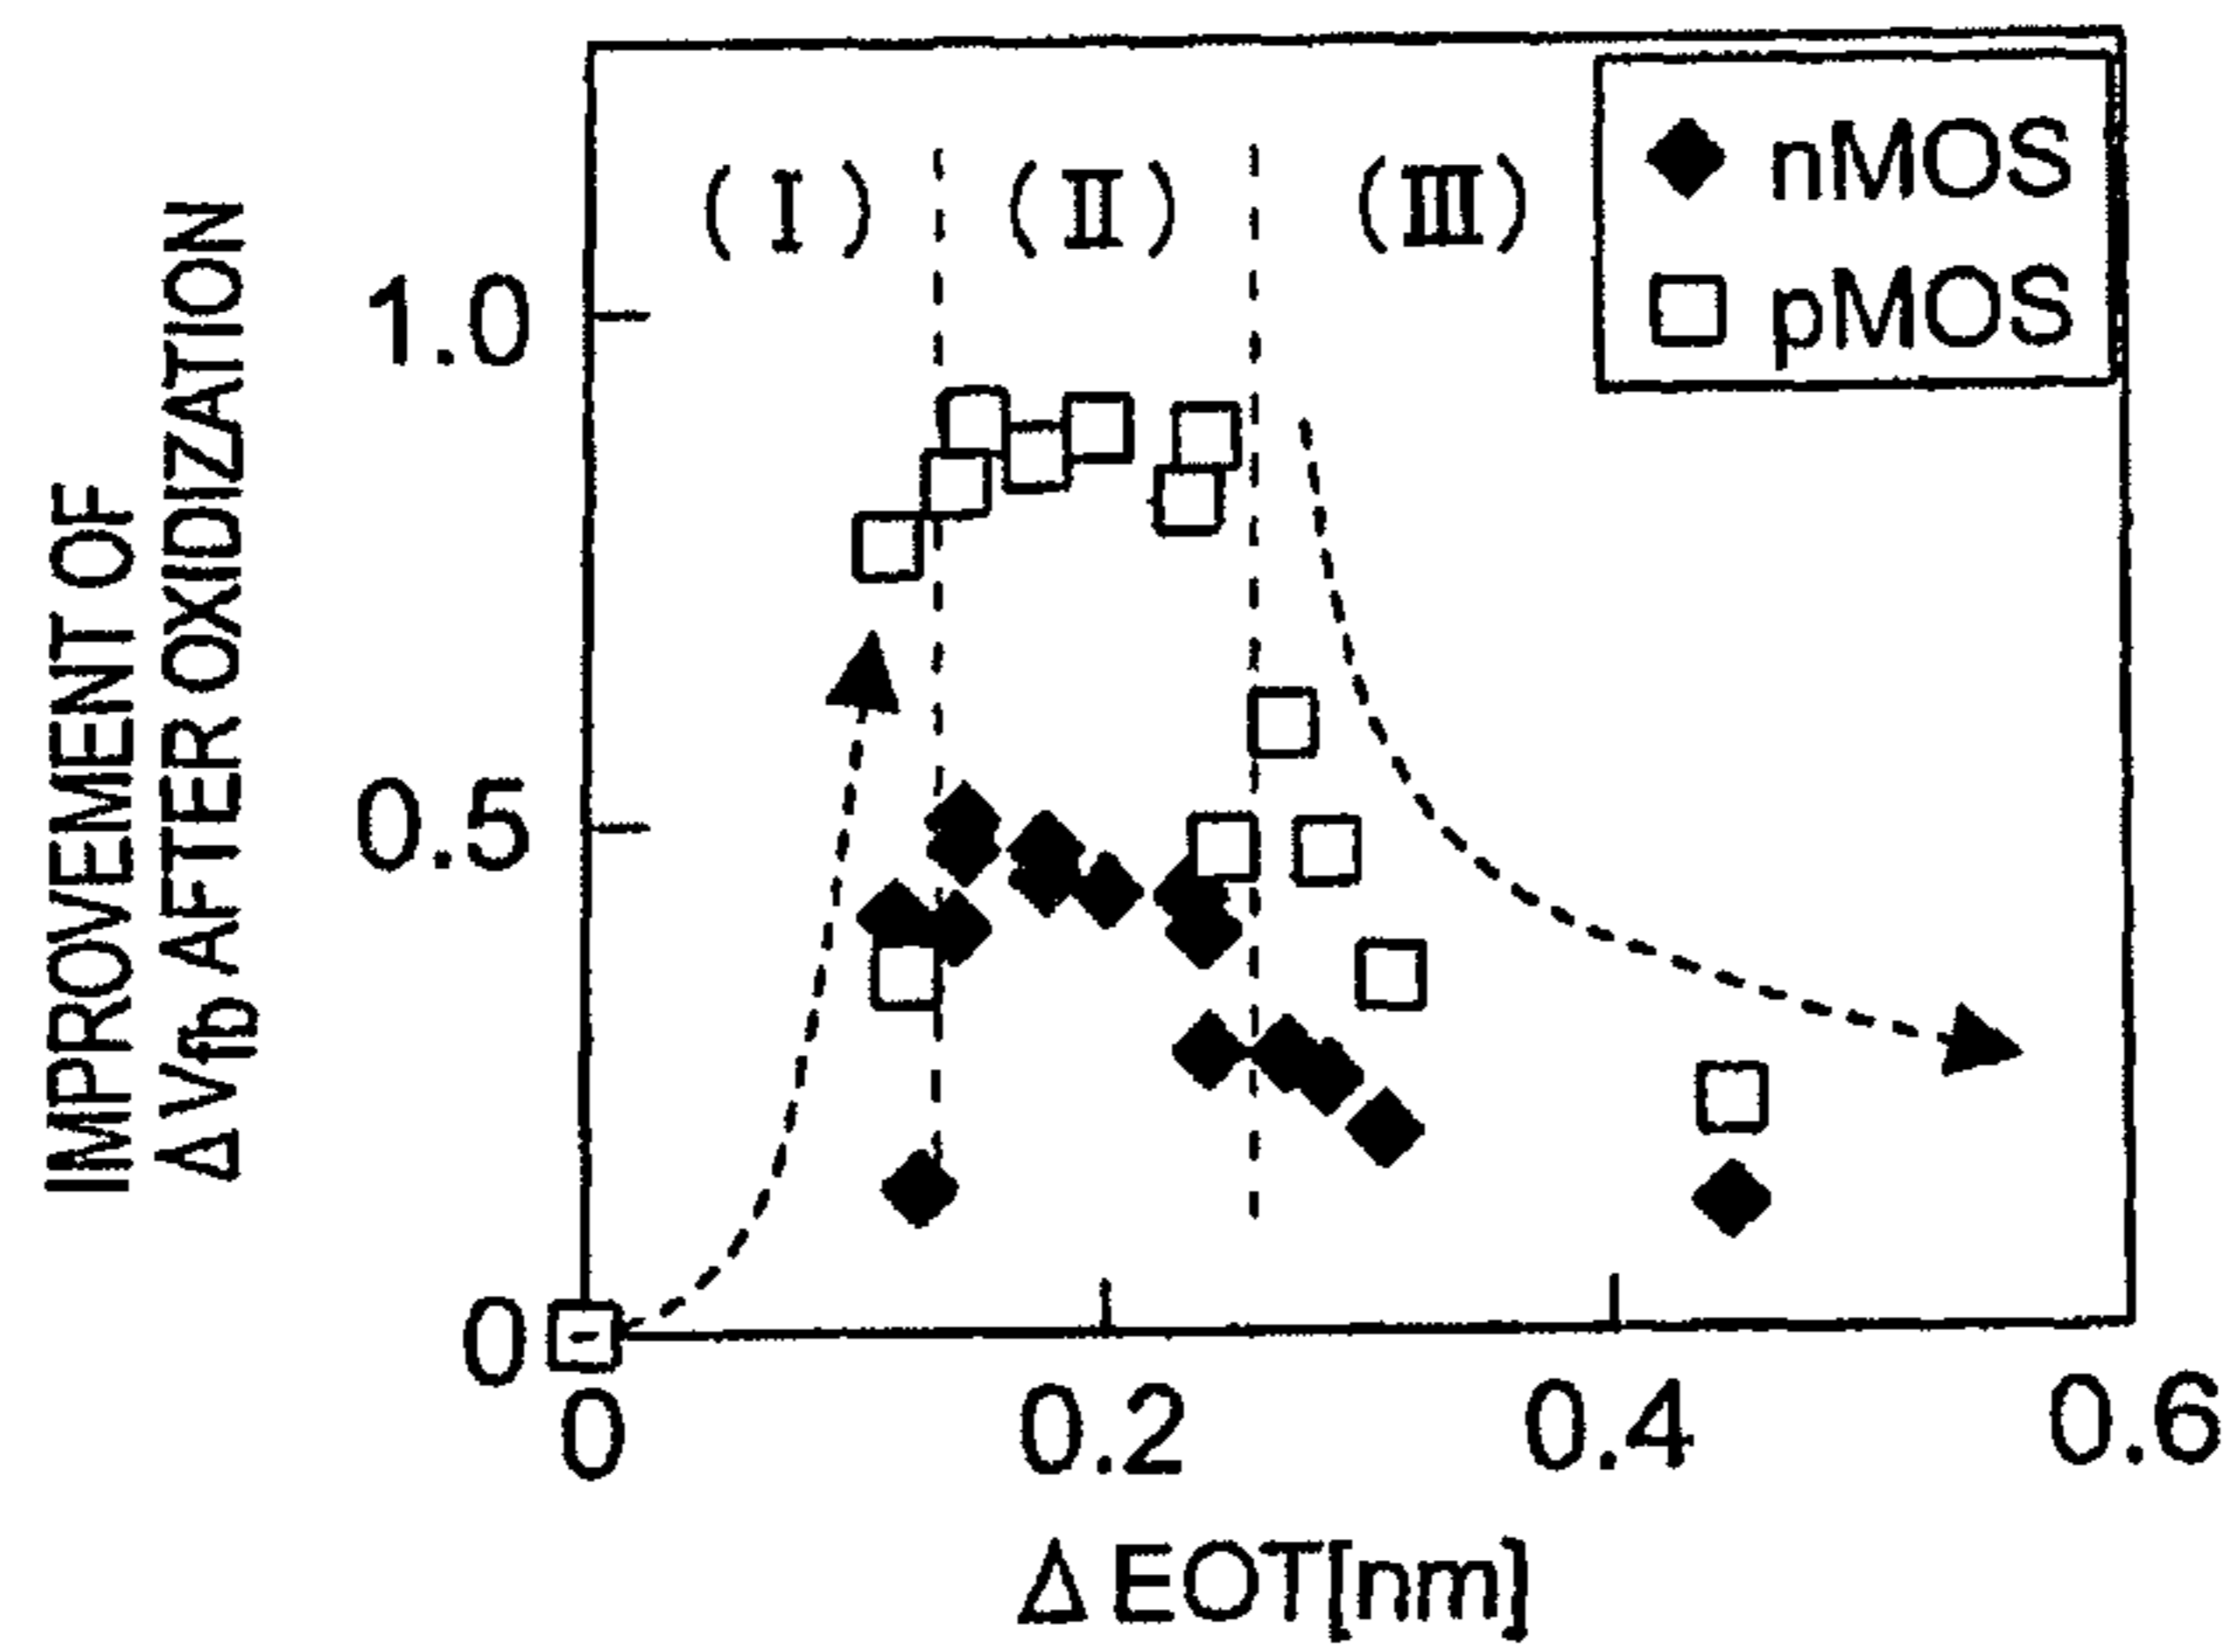 IMPROVEMENT OF
ΔVfb AFTER OXIDIZATION
(I) (II) (III)
nMOS
pMOS
1.0
0.5
0
0 0.2 0.4 0.6
ΔEOT[nm]